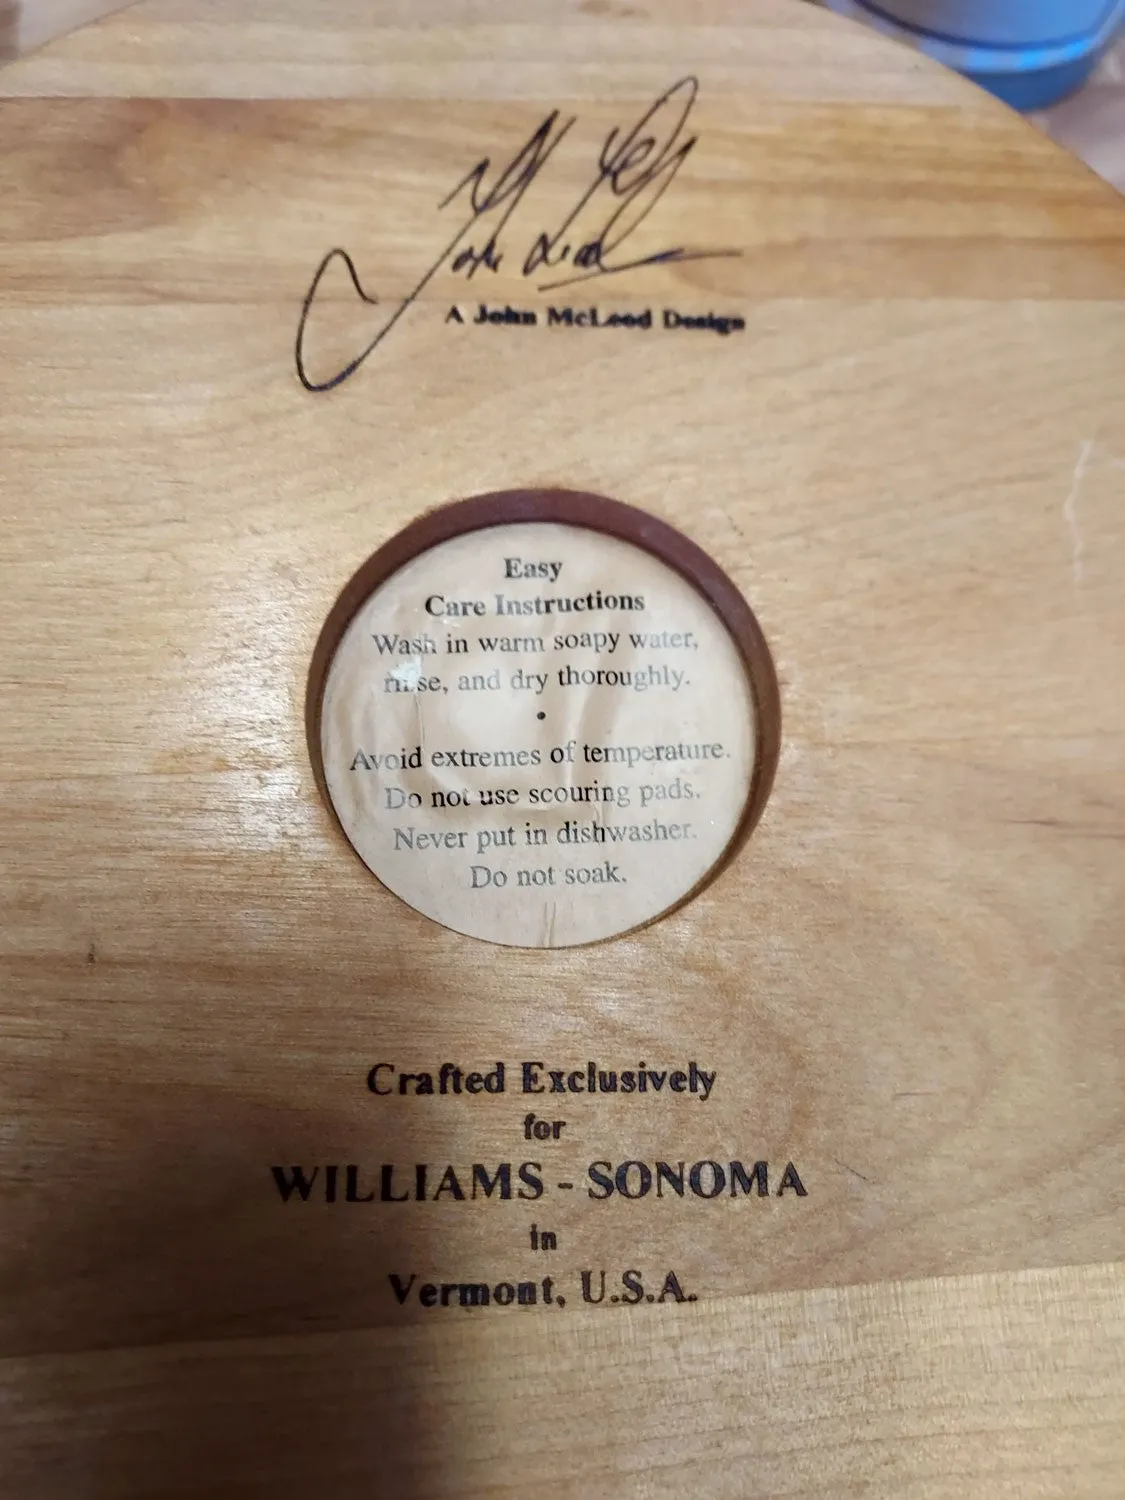 John McLeod
A John McLeod Design
Easy
Care Instructions
Wash in warm soapy water,
rinse, and dry thoroughly.
•
Avoid extremes of temperature.
Do not use scouring pads.
Never put in dishwasher.
Do not soak.
Crafted Exclusively
for
WILLIAMS - SONOMA
in
Vermont, U.S.A.